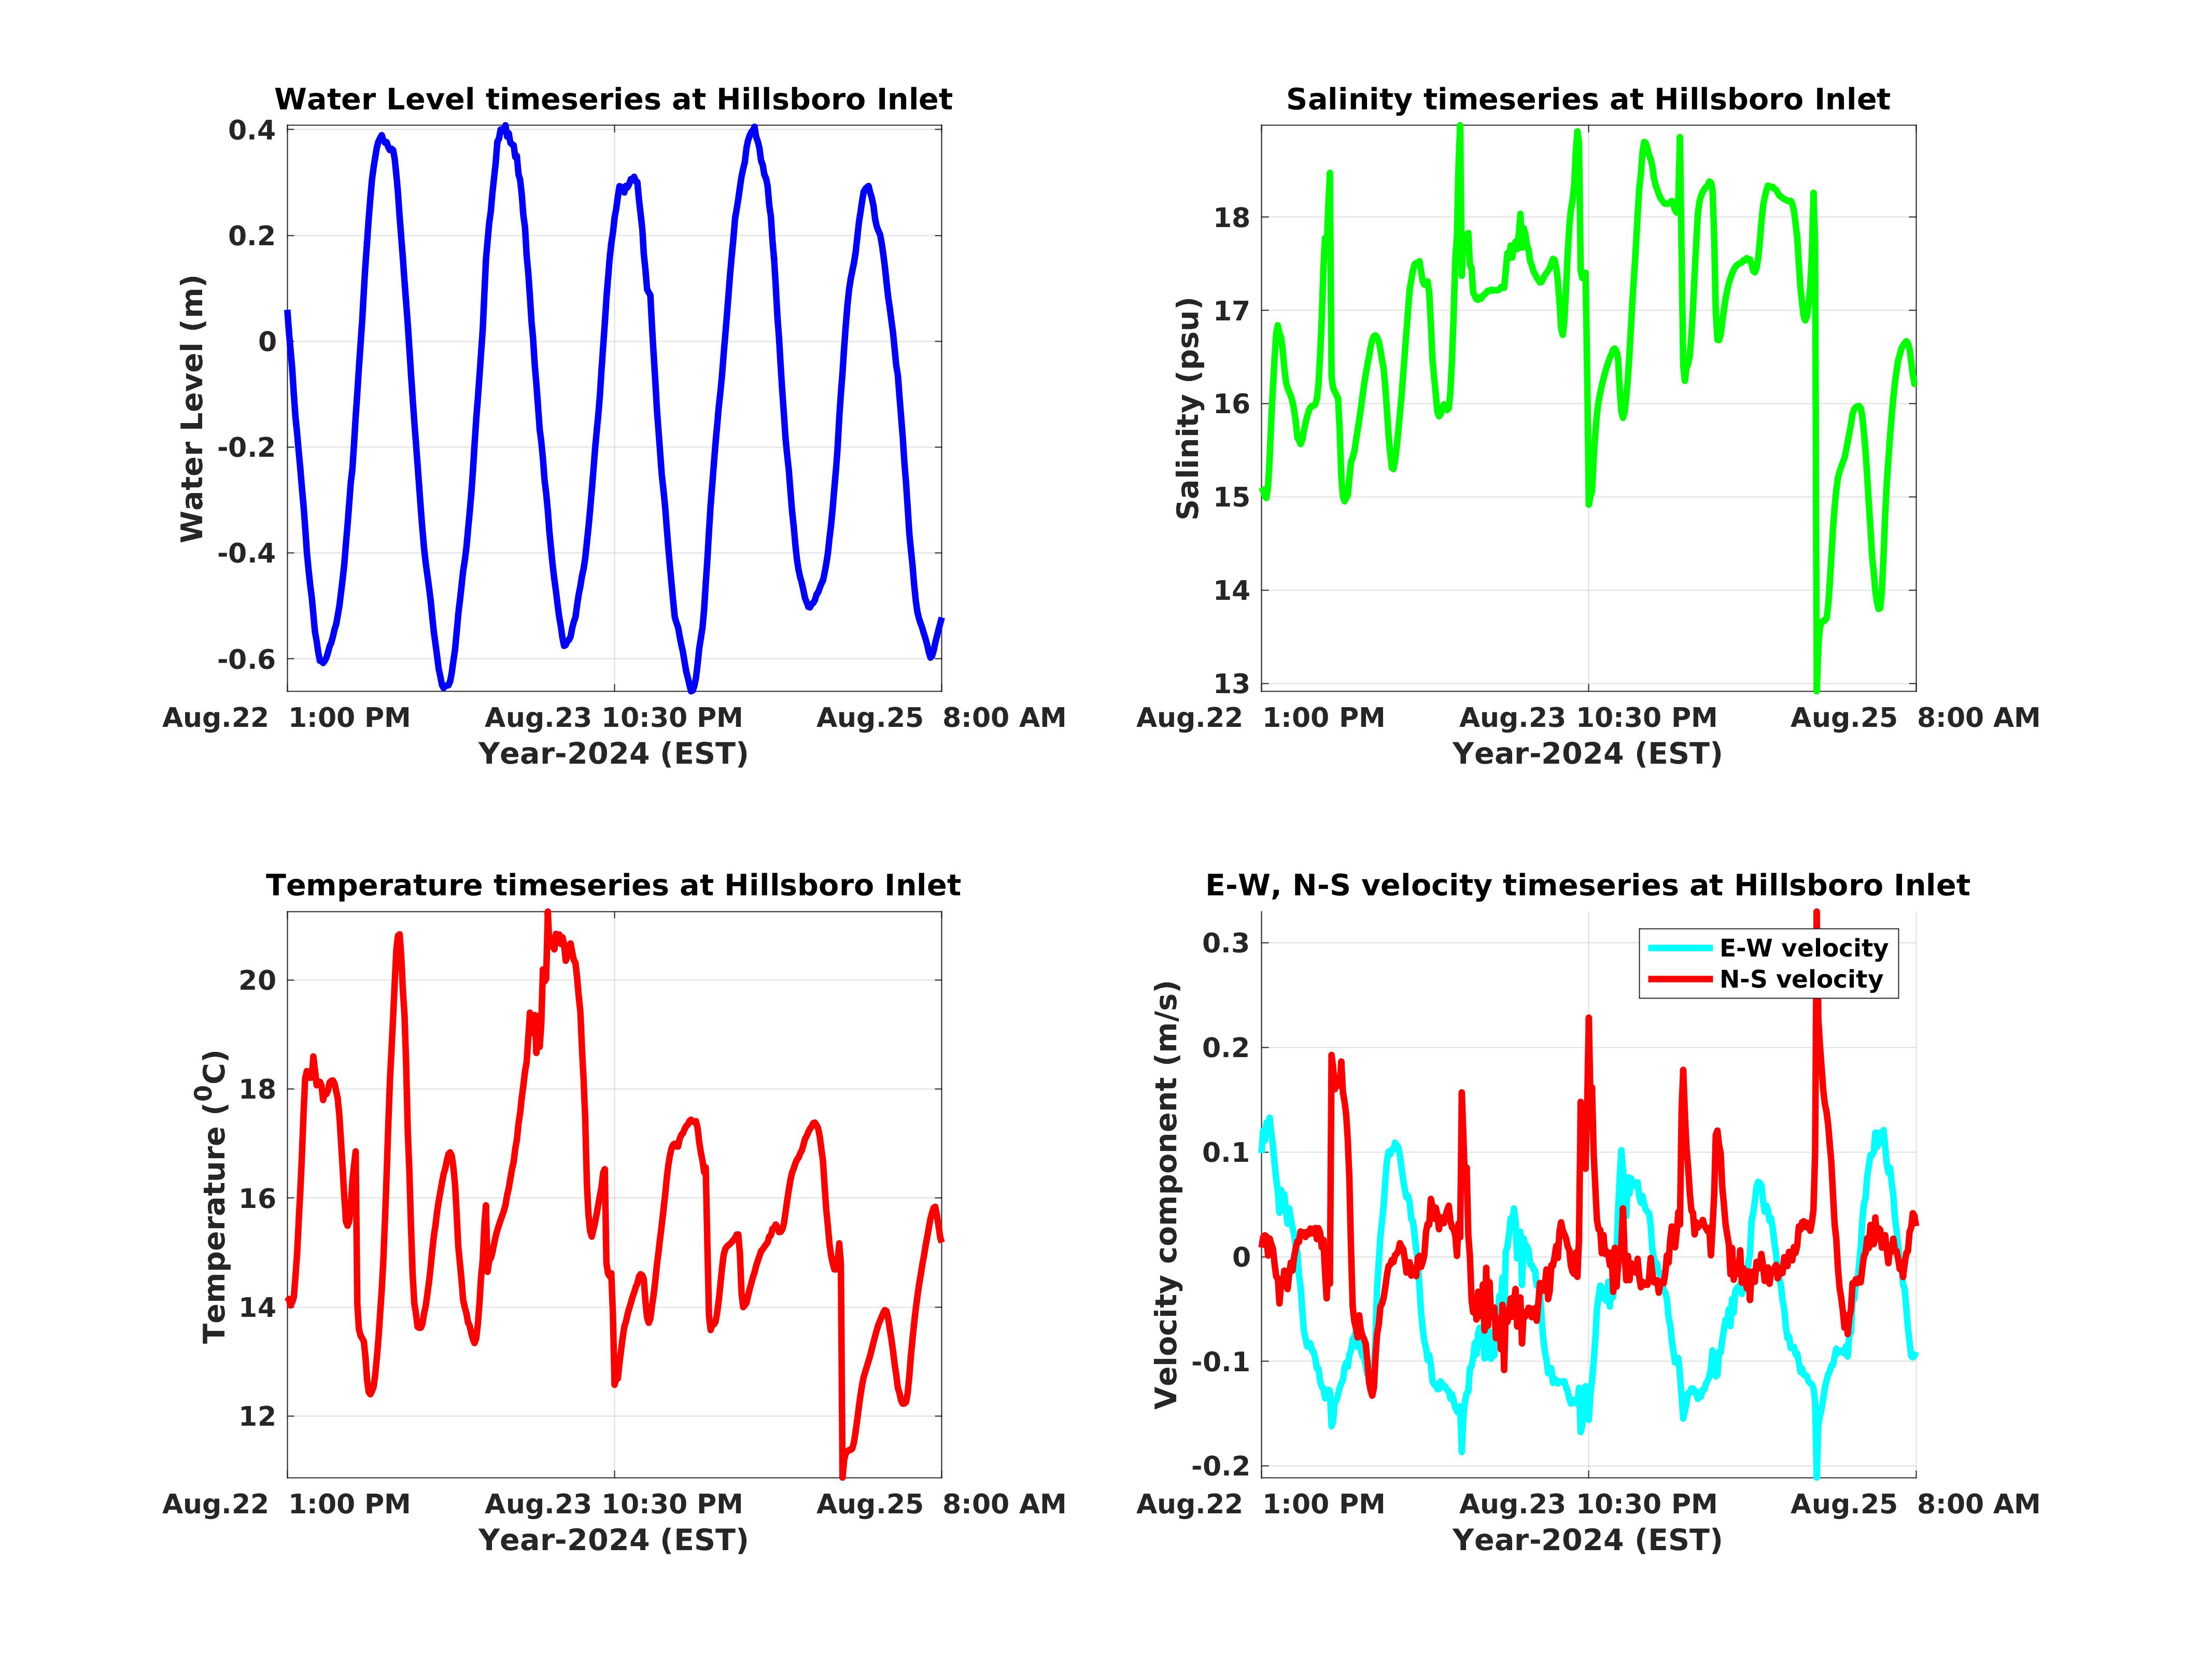 Water Level timeseries at Hillsboro Inlet
0.4
0.2
0
-0.2
-0.4
-0.6
Water Level (m)
Aug.22 1:00 PM
Aug.23 10:30 PM
Aug.25 8:00 AM
Year-2024 (EST)
Salinity timeseries at Hillsboro Inlet
18
17
16
15
14
13
Salinity (psu)
Aug.22 1:00 PM
Aug.23 10:30 PM
Aug.25 8:00 AM
Year-2024 (EST)
Temperature timeseries at Hillsboro Inlet
20
18
16
14
12
Temperature (⁰C)
Aug.22 1:00 PM
Aug.23 10:30 PM
Aug.25 8:00 AM
Year-2024 (EST)
E-W, N-S velocity timeseries at Hillsboro Inlet
E-W velocity
N-S velocity
0.3
0.2
0.1
0
-0.1
-0.2
Velocity component (m/s)
Aug.22 1:00 PM
Aug.23 10:30 PM
Aug.25 8:00 AM
Year-2024 (EST)